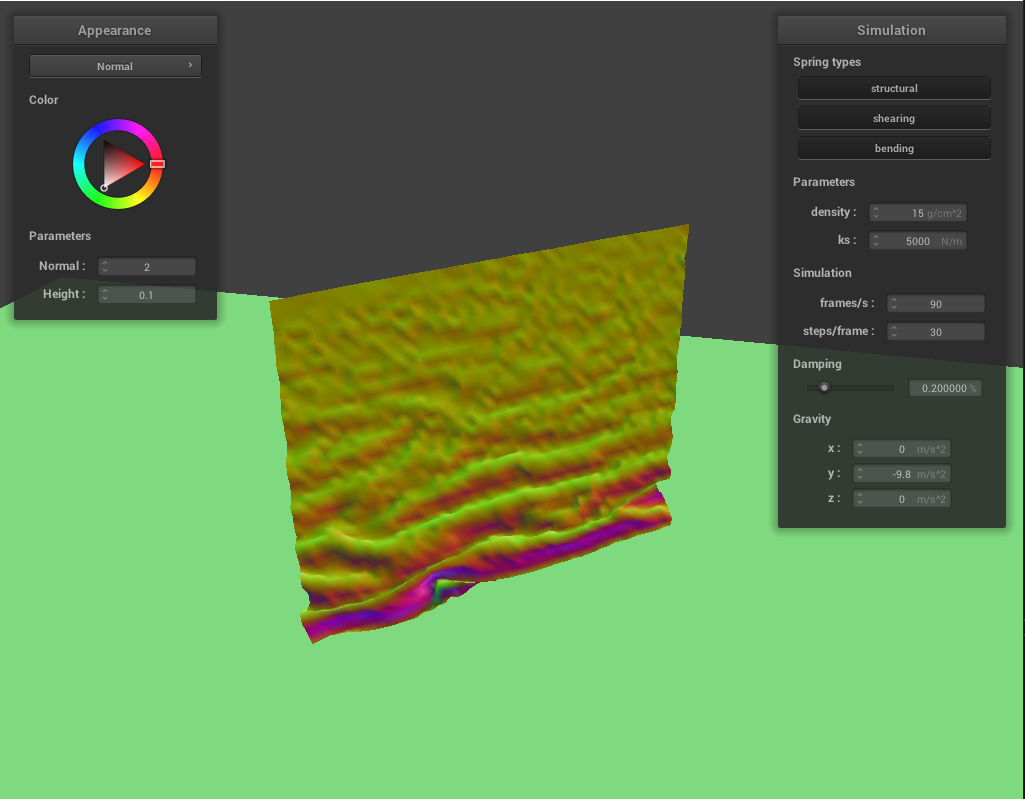 Appearance
Normal
Color
Parameters
Normal : 2
Height : 0.1
Simulation
Spring types
structural
shearing
bending
Parameters
density : 15 g/cm^2
ks : 5000 N/m
Simulation
frames/s : 90
steps/frame : 30
Damping
0.200000 %
Gravity
x : 0 m/s^2
y : -9.8 m/s^2
z : 0 m/s^2